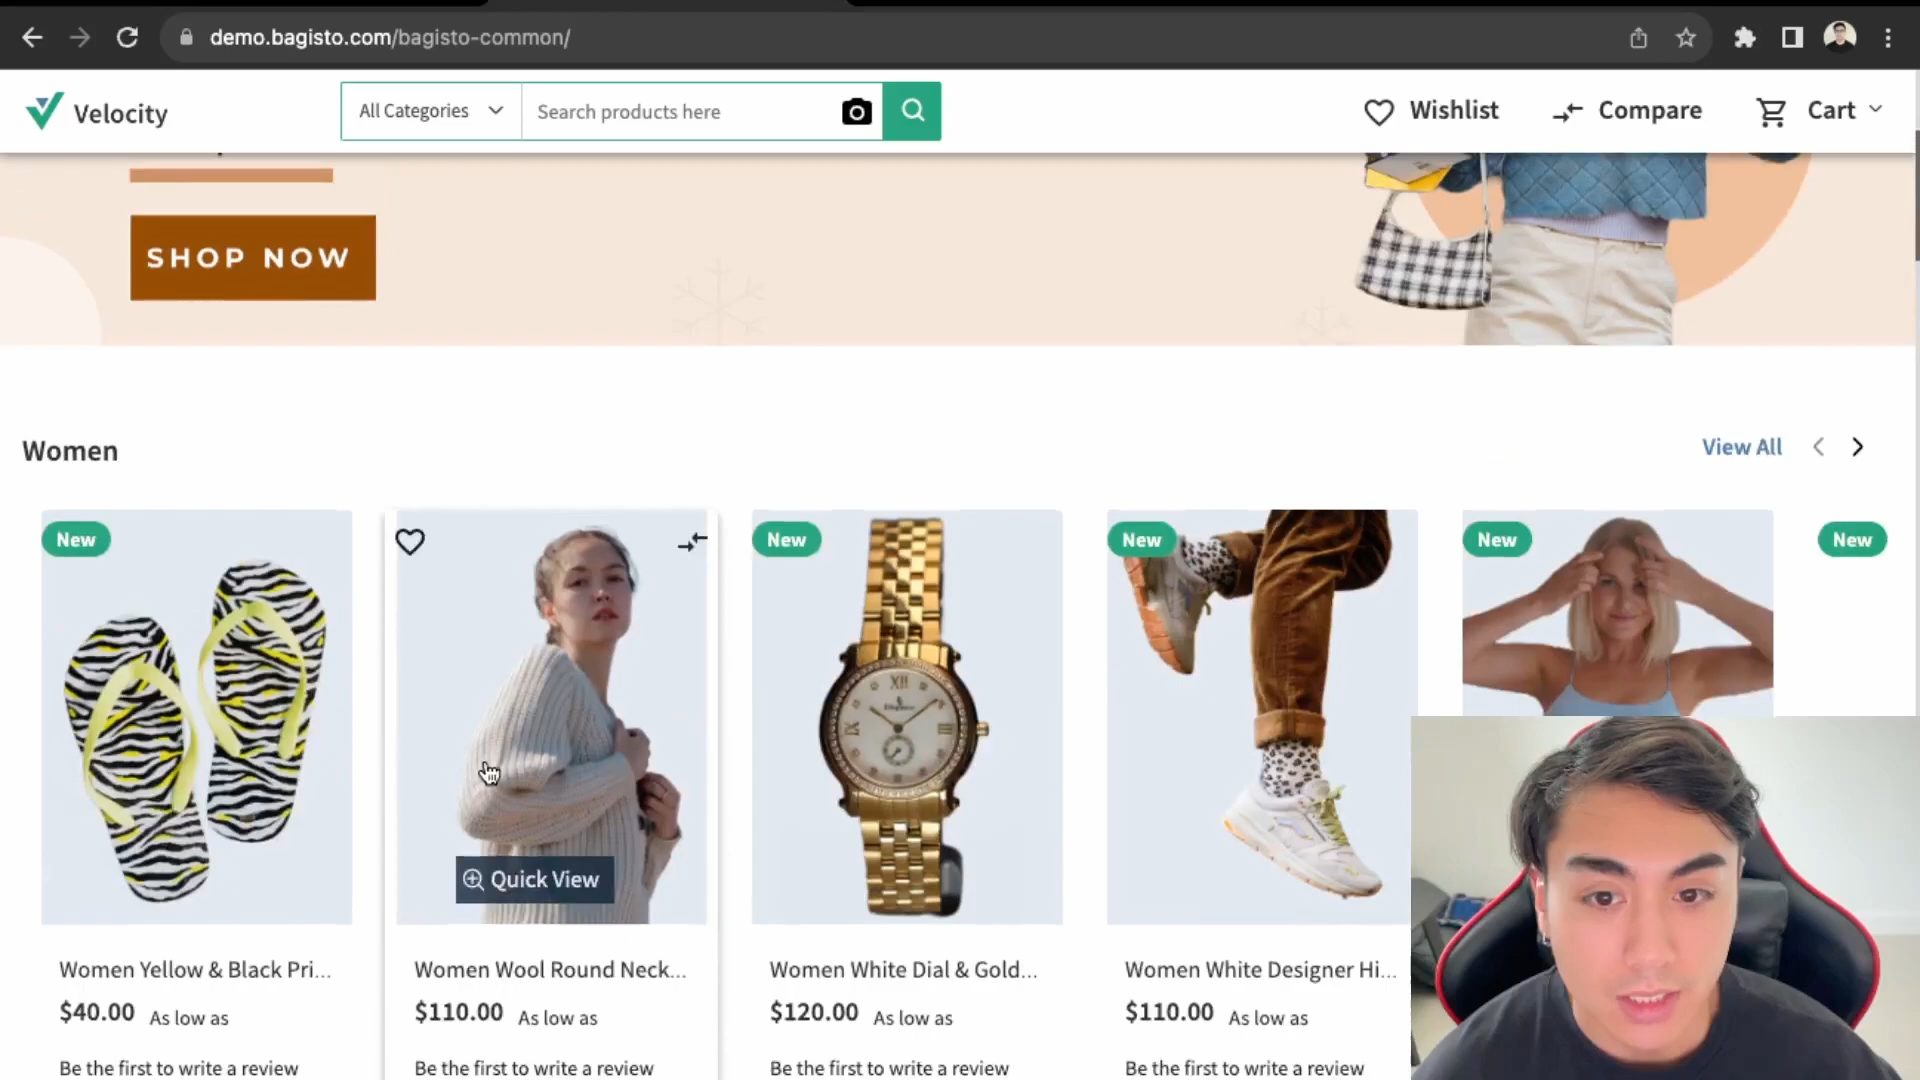 demo.bagisto.com/bagisto-common/
Velocity
All Categories
Search products here
Wishlist
Compare
Cart
SHOP NOW
Women
View All
New
New
New
New
New
XII
Quick View
Women Yellow & Black Pri...
Women Wool Round Neck...
Women White Dial & Gold...
Women White Designer Hi...
$40.00 As low as
$110.00 As low as
$120.00 As low as
$110.00 As low as
Be the first to write a review
Be the first to write a review
Be the first to write a review
Be the first to write a review